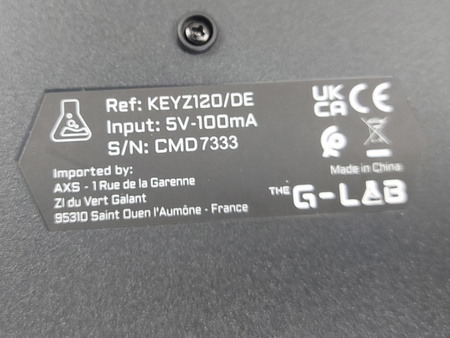 Ref: KEYZ120/DE
Input: 5V-100mA
S/N: CMD7333
UK
CA CE
Imported by:
AXS - 1 Rue de la Garenne
ZI du Vert Galant
95310 Saint Ouen l'Aumône - France
Made in China
THE G-LAB